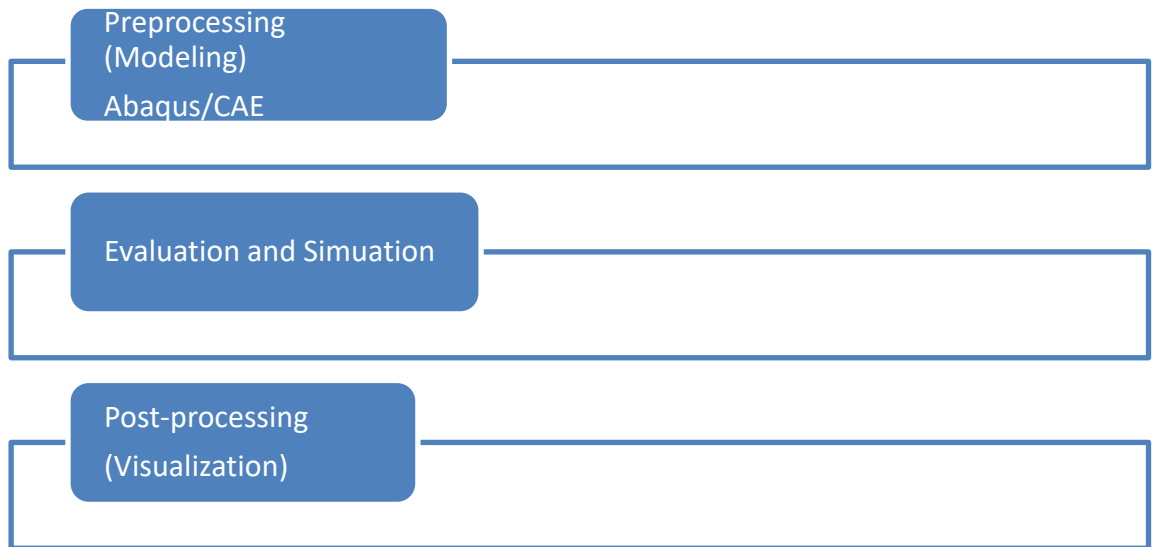 Preprocessing
(Modeling)
Abaqus/CAE
Evaluation and Simuation
Post-processing
(Visualization)